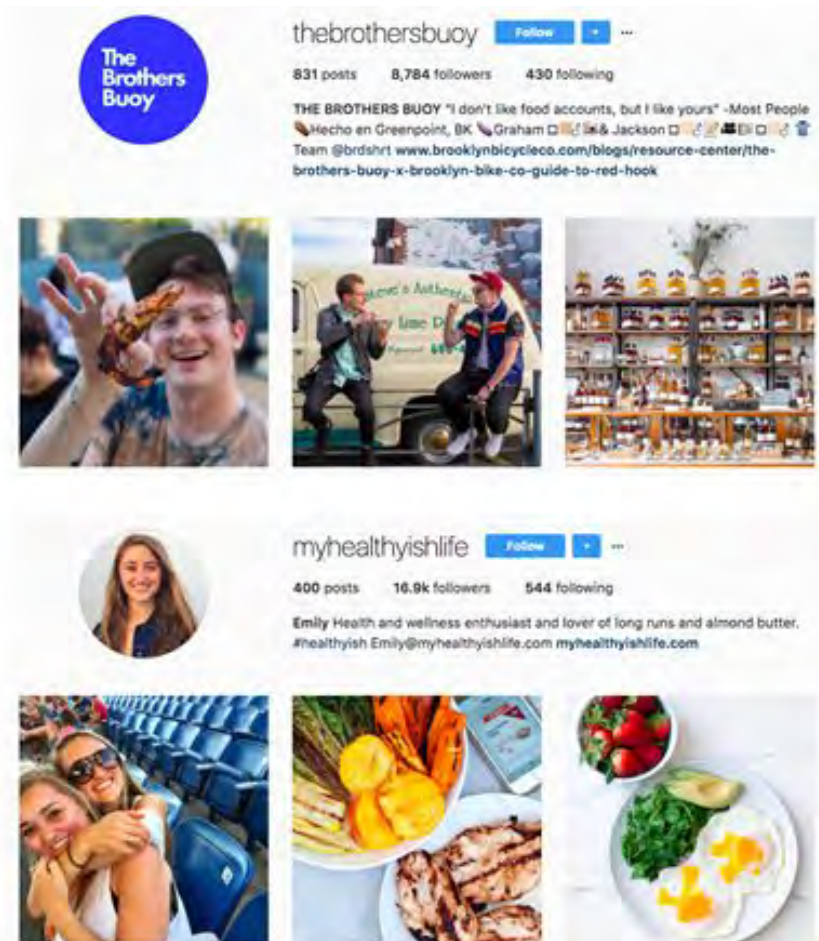 The
Brothers
Buoy
thebrothersbuoy Follow
831 posts 8,784 followers 430 following
THE BROTHERS BUOY "I don't like food accounts, but I like yours" -Most People
Hecho en Greenpoint, BK Graham & Jackson
Team @brdshrt www.brooklynbicycleco.com/blogs/resource-center/the-
brothers-buoy-x-brooklyn-bike-co-guide-to-red-hook
Steve's Authentic
Key lime
myhealthyishlife Follow
400 posts 16.9k followers 544 following
Emily Health and wellness enthusiast and lover of long runs and almond butter.
#healthyish Emily@myhealthyishlife.com myhealthyishlife.com